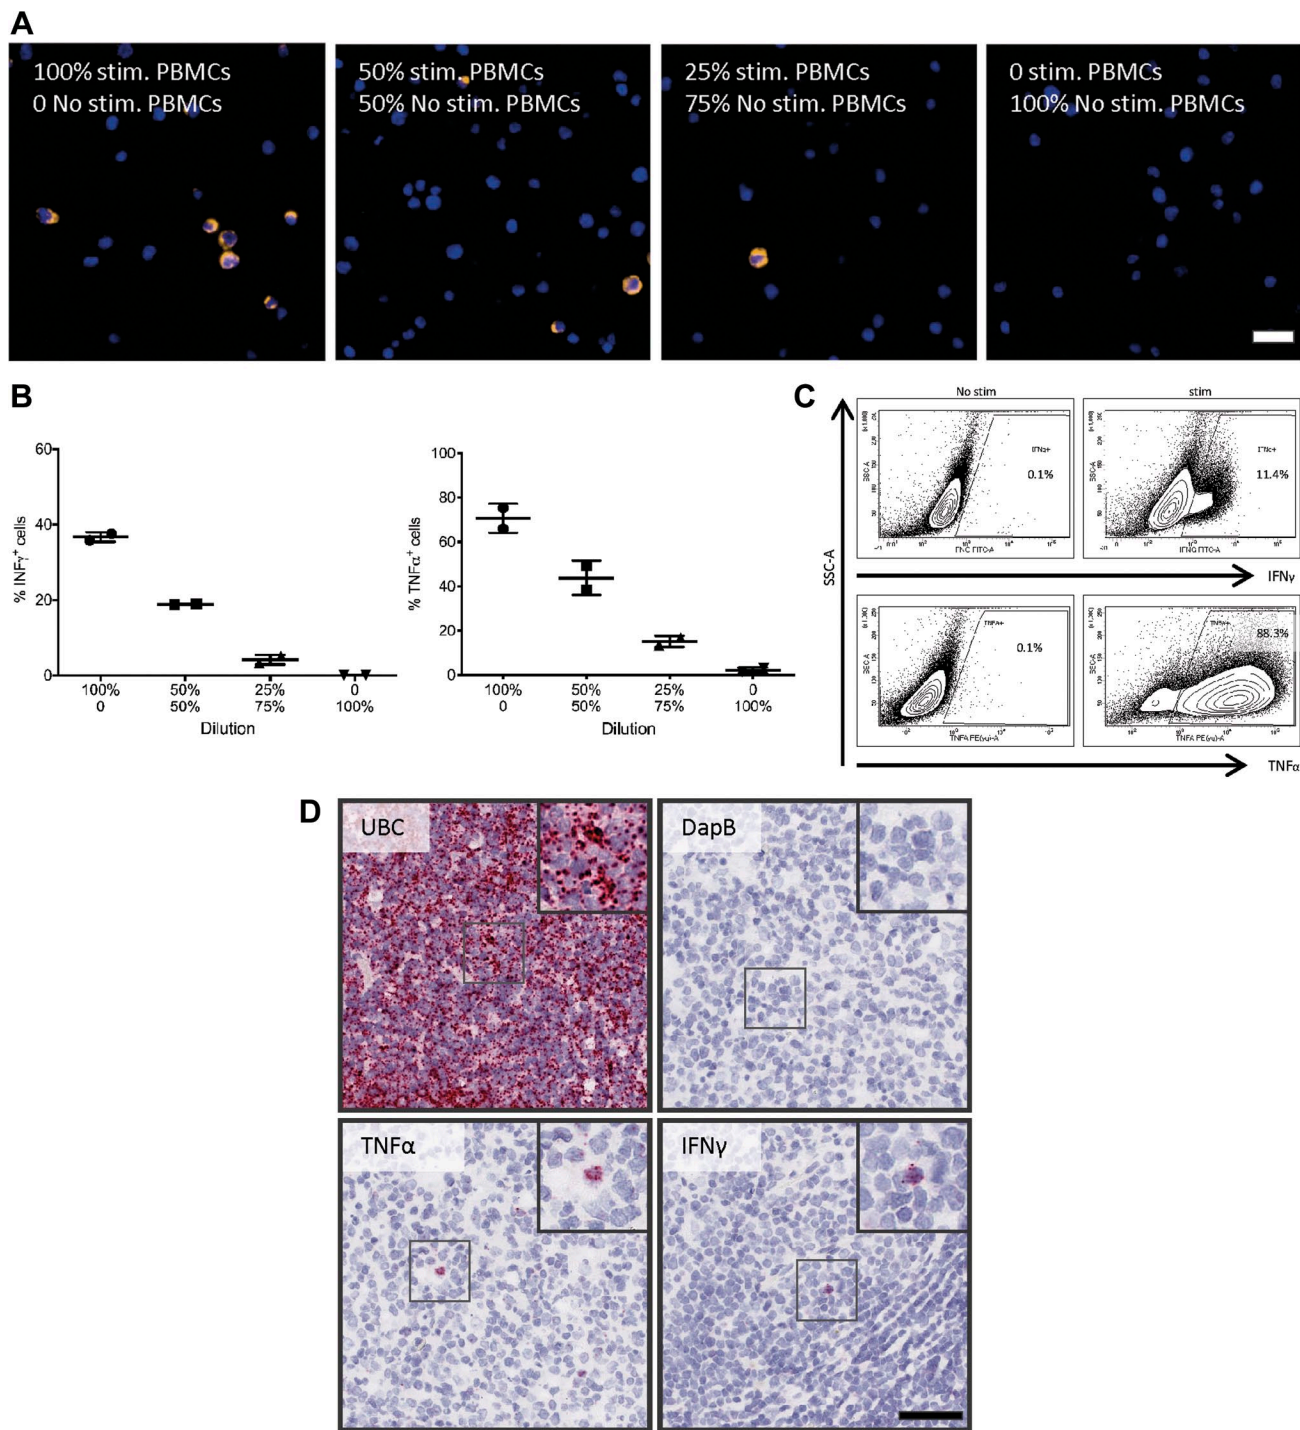 A
100% stim. PBMCs
0 No stim. PBMCs
50% stim. PBMCs
50% No stim. PBMCs
25% stim. PBMCs
75% No stim. PBMCs
0 stim. PBMCs
100% No stim. PBMCs
B
% INFγ+ cells
60
40
20
0
100%
0
50%
50%
25%
75%
0
100%
Dilution
% TNFα+ cells
100
80
60
40
20
0
100%
0
50%
50%
25%
75%
0
100%
Dilution
C
No stim
stim
SSC-A
0.1%
11.4%
IFNγ
TNFA+
0.1%
88.3%
TNFα
D
UBC
DapB
TNFα
IFNγ